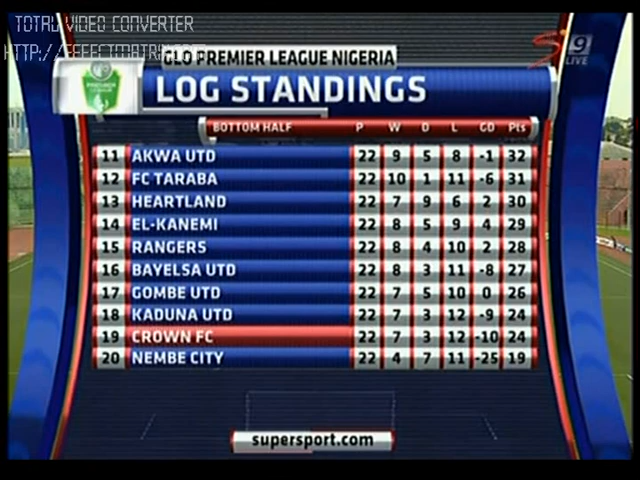 TOTAL VIDEO CONVERTER
HTTP://EFFECTMATRIX.COM
GLO PREMIER LEAGUE NIGERIA
S 9
LIVE
LOG STANDINGS
BOTTOM HALF P W D L GD Pts
11 AKWA UTD 22 9 5 8 -1 32
12 FC TARABA 22 10 1 11 -6 31
13 HEARTLAND 22 7 9 6 2 30
14 EL-KANEMI 22 8 5 9 4 29
15 RANGERS 22 8 4 10 2 28
16 BAYELSA UTD 22 8 3 11 -8 27
17 GOMBE UTD 22 7 5 10 0 26
18 KADUNA UTD 22 7 3 12 -9 24
19 CROWN FC 22 7 3 12 -10 24
20 NEMBE CITY 22 4 7 11 -25 19
supersport.com